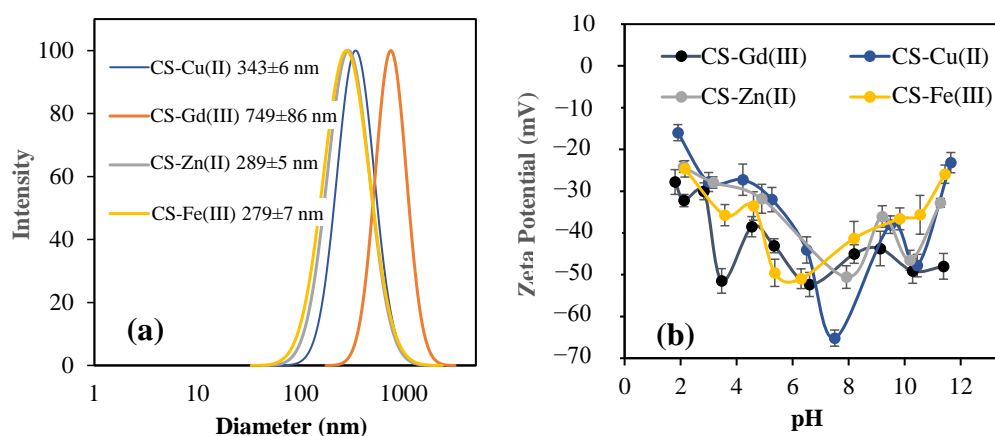 100
80
60
40
20
0
Intensity
CS-Cu(II) 343±6 nm
CS-Gd(III) 749±86 nm
CS-Zn(II) 289±5 nm
CS-Fe(III) 279±7 nm
(a)
1 10 100 1000
Diameter (nm)
−10
−20
−30
−40
−50
−60
−70
Zeta Potential (mV)
CS-Gd(III) CS-Cu(II)
CS-Zn(II) CS-Fe(III)
(b)
0 2 4 6 8 10 12
pH